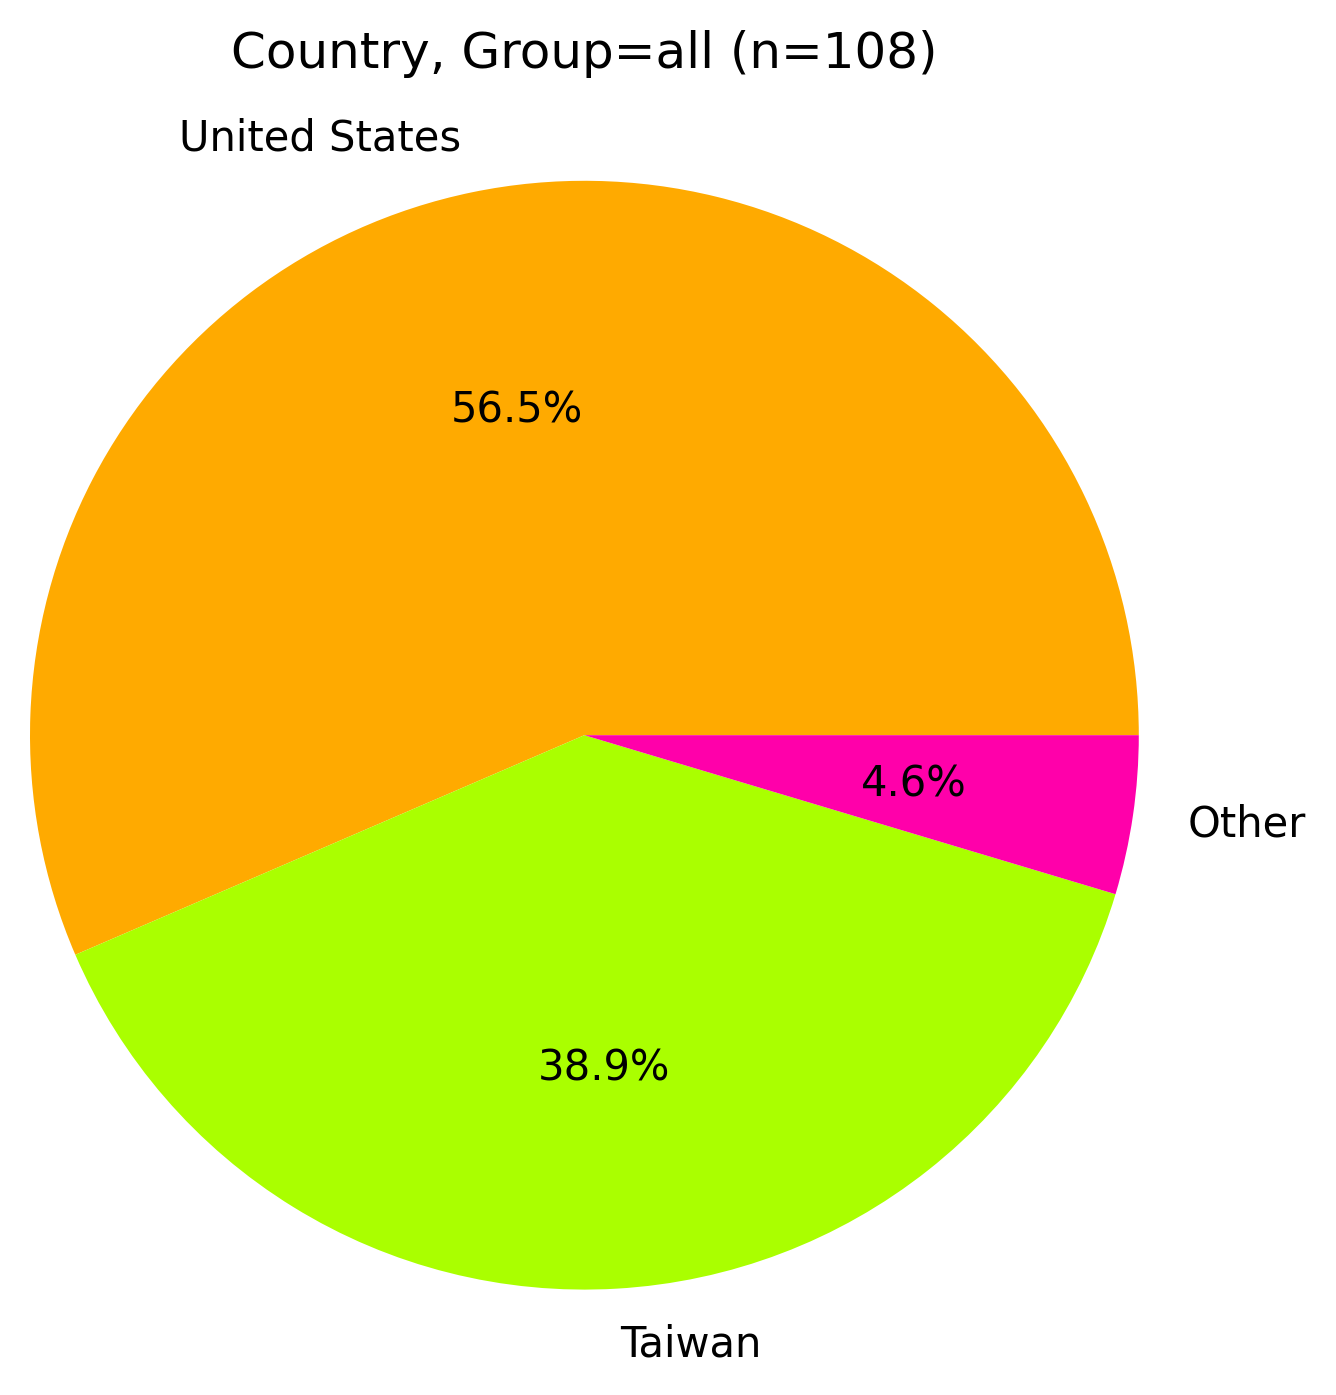 Country, Group=all (n=108)
United States
56.5%
4.6%
Other
38.9%
Taiwan